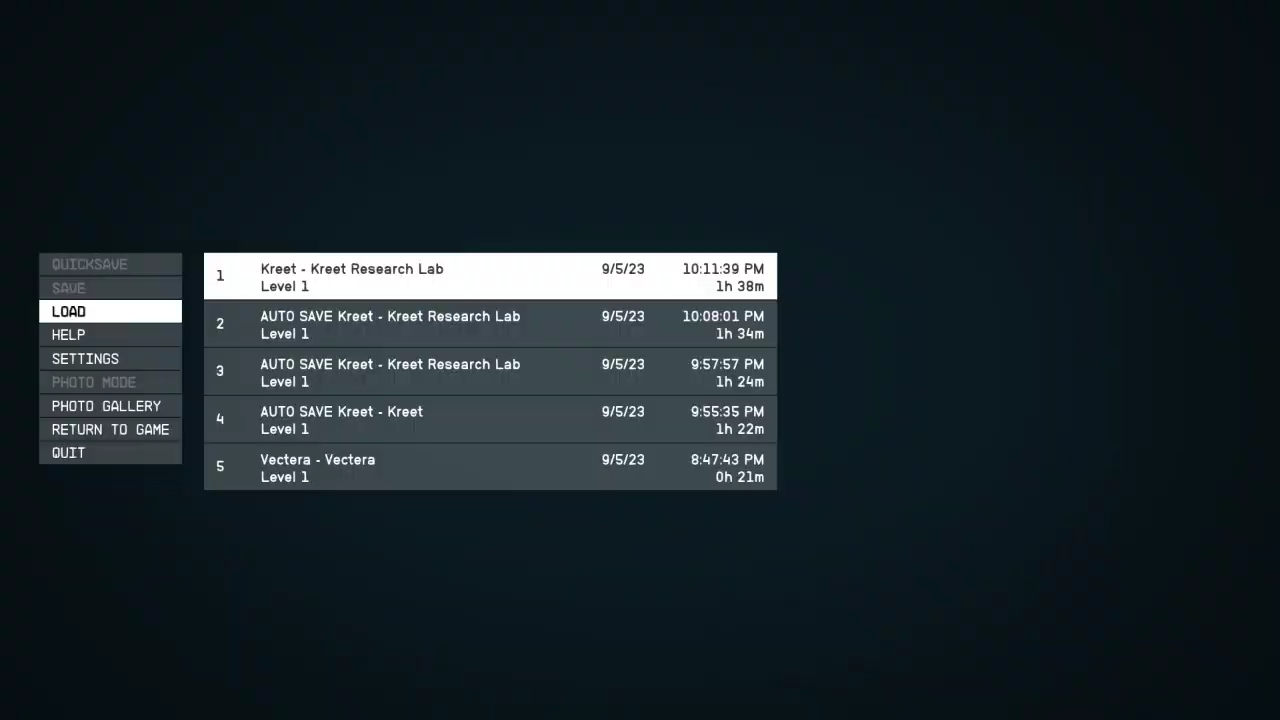 QUICKSAVE
SAVE
LOAD
HELP
SETTINGS
PHOTO MODE
PHOTO GALLERY
RETURN TO GAME
QUIT
1 Kreet - Kreet Research Lab 9/5/23 10:11:39 PM
Level 1 1h 38m
2 AUTO SAVE Kreet - Kreet Research Lab 9/5/23 10:08:01 PM
Level 1 1h 34m
3 AUTO SAVE Kreet - Kreet Research Lab 9/5/23 9:57:57 PM
Level 1 1h 24m
4 AUTO SAVE Kreet - Kreet 9/5/23 9:55:35 PM
Level 1 1h 22m
5 Vectera - Vectera 9/5/23 8:47:43 PM
Level 1 0h 21m